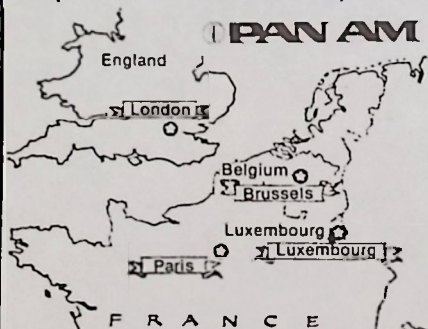 PAN AM
England
London
Belgium
Brussels
Luxembourg
Luxembourg
Paris
FRANCE